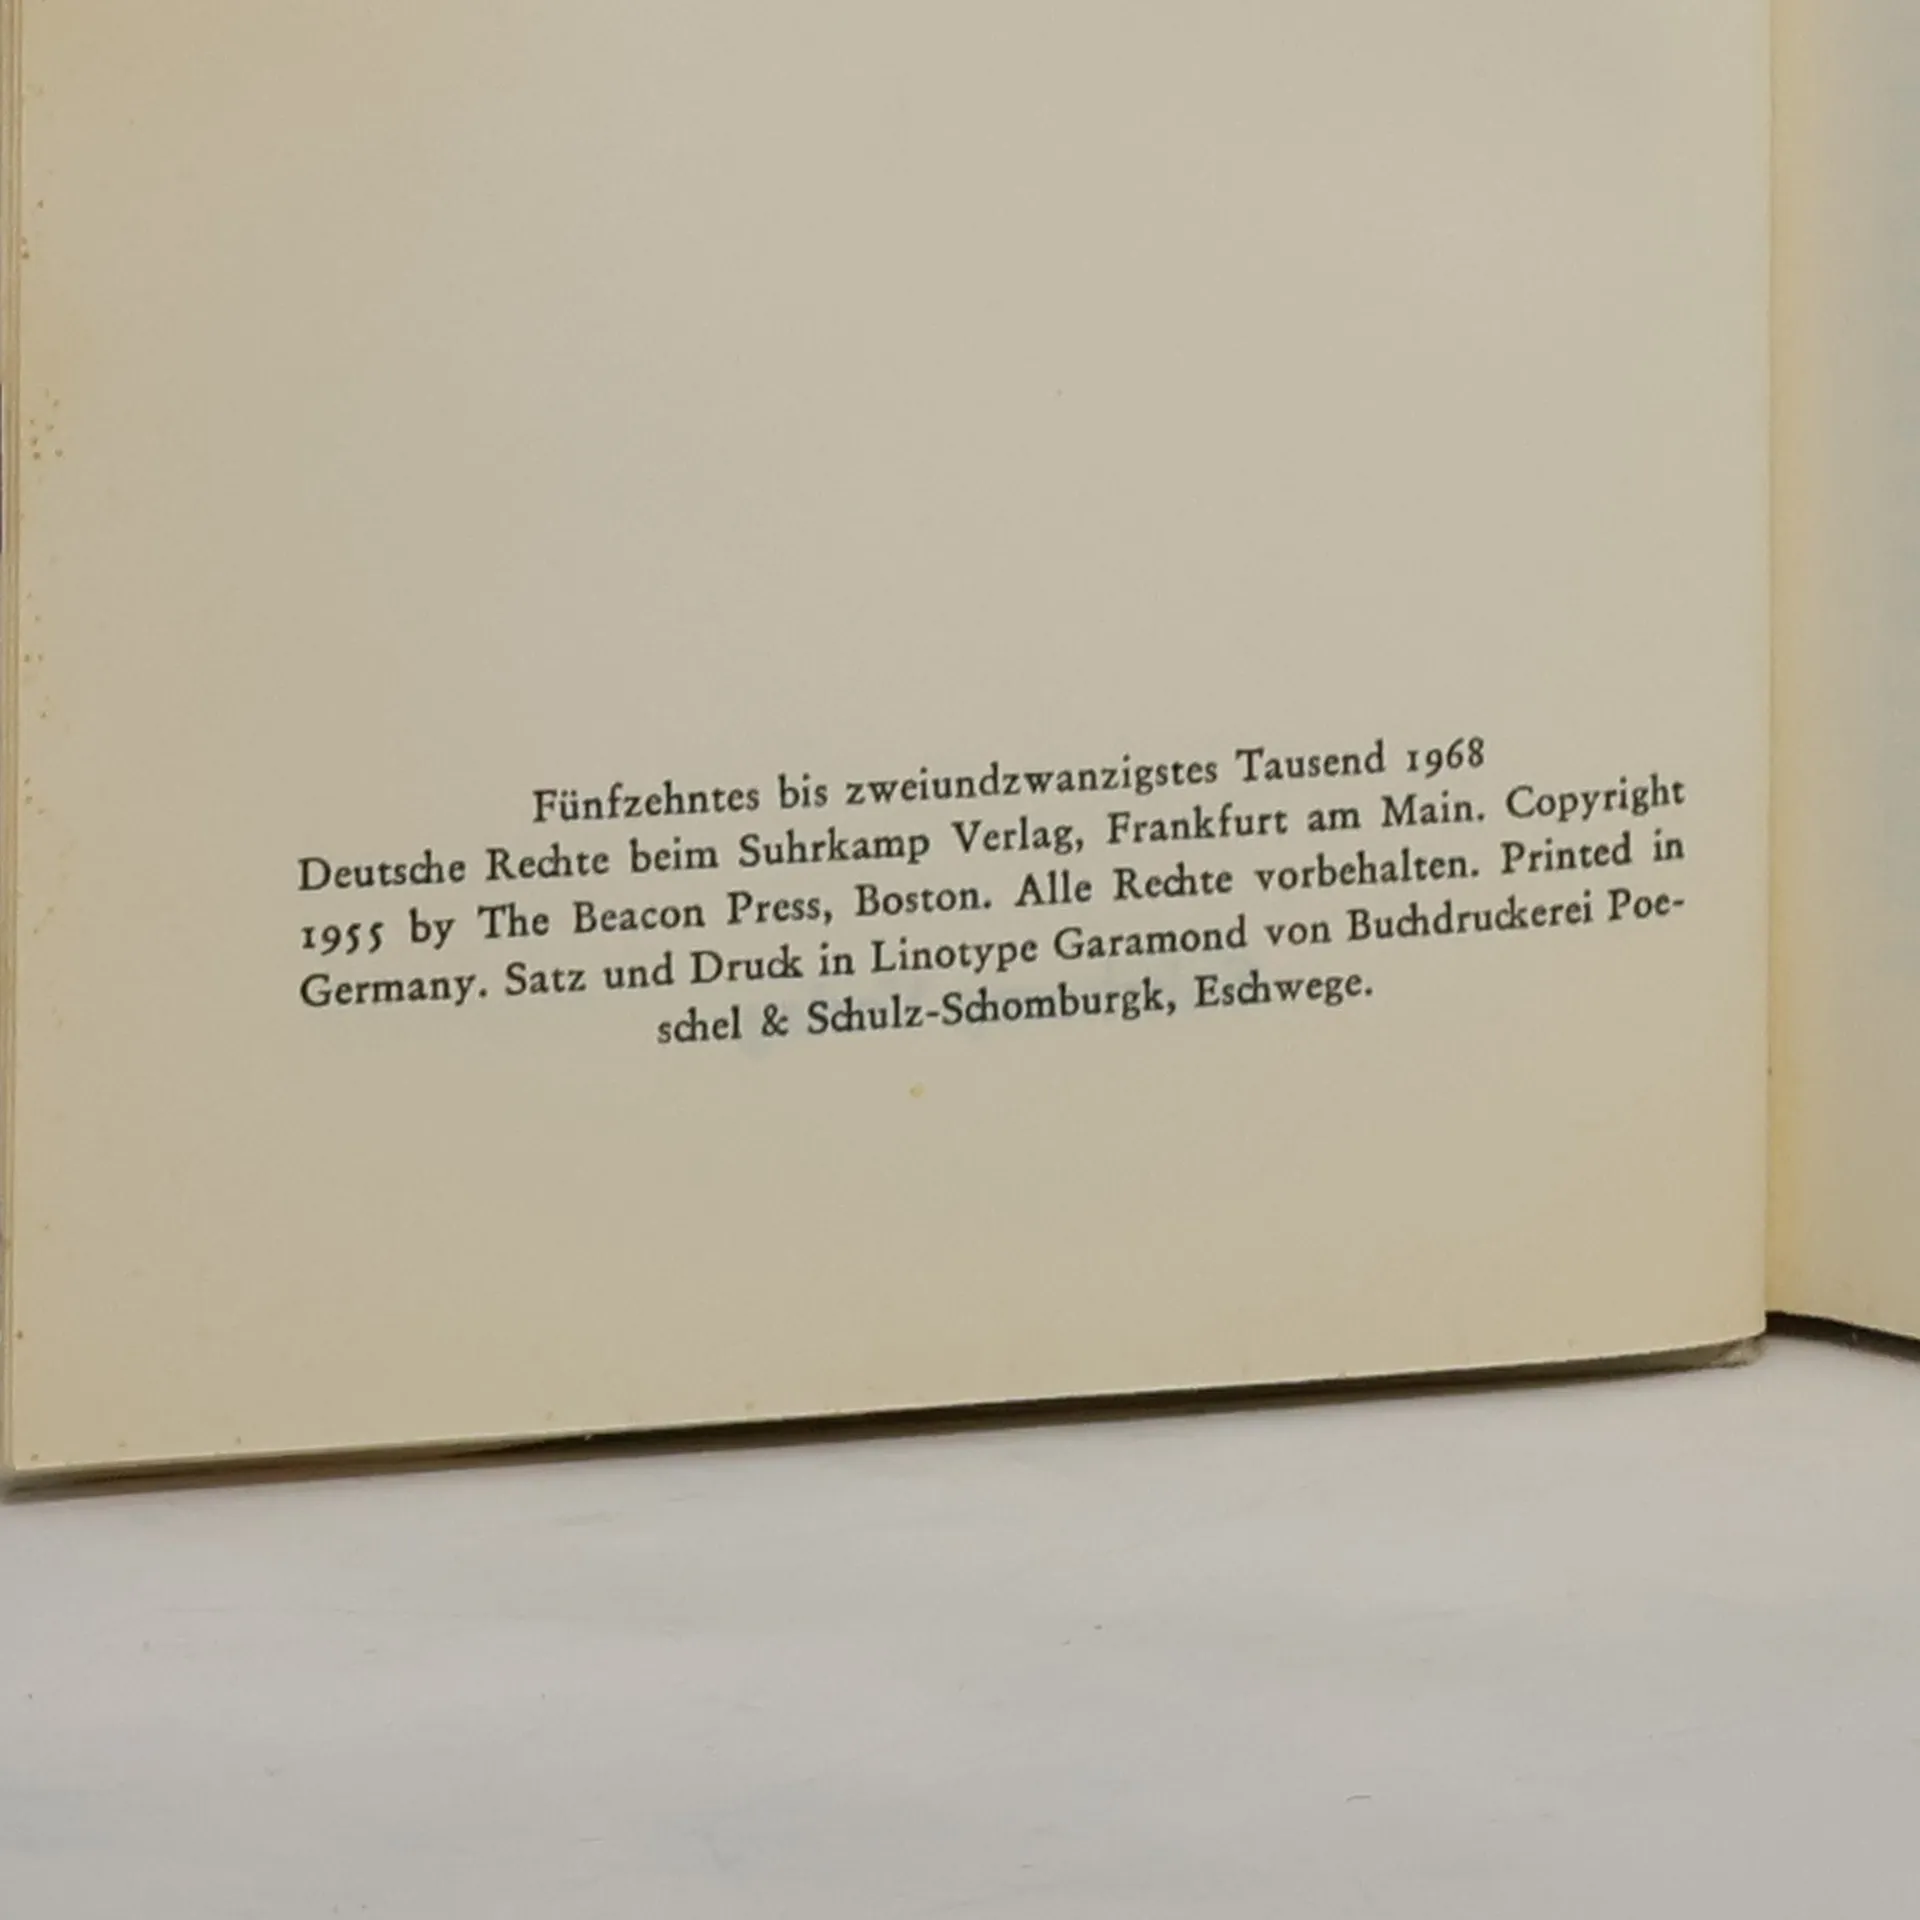 Fünfzehntes bis zweiundzwanzigstes Tausend 1968
Deutsche Rechte beim Suhrkamp Verlag, Frankfurt am Main. Copyright
1955 by The Beacon Press, Boston. Alle Rechte vorbehalten. Printed in
Germany. Satz und Druck in Linotype Garamond von Buchdruckerei Poe-
schel & Schulz-Schomburgk, Eschwege.